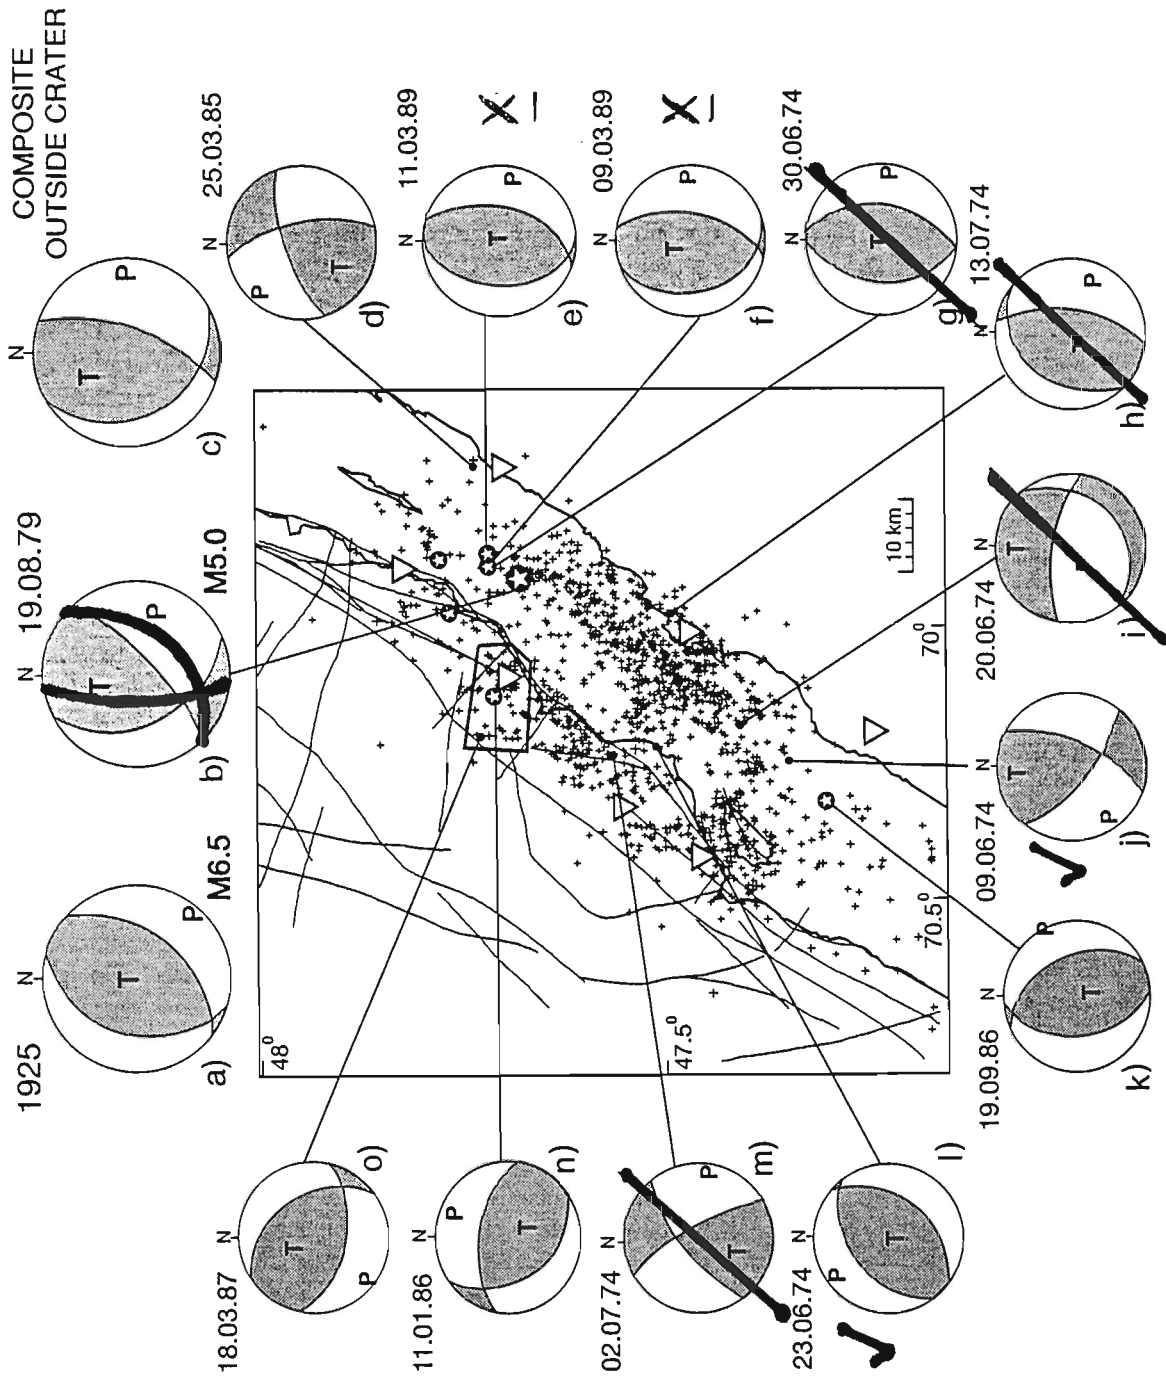 COMPOSITE
OUTSIDE CRATER
1925
N
T
P
a)
M6.5
19.08.79
N
T
P
b)
M5.0
N
T
P
c)
25.03.85
N
P
T
d)
11.03.89
N
T
P
e)
X
09.03.89
N
T
P
f)
X
30.06.74
N
T
P
g)
13.07.74
N
T
P
h)
20.06.74
N
T
i)
09.06.74
N
T
P
j)
19.09.86
N
T
P
k)
23.06.74
N
T
P
l)
02.07.74
N
T
P
m)
11.01.86
N
T
P
n)
18.03.87
N
T
P
o)
48⁰
47.5⁰
70.5⁰
70⁰
10 km